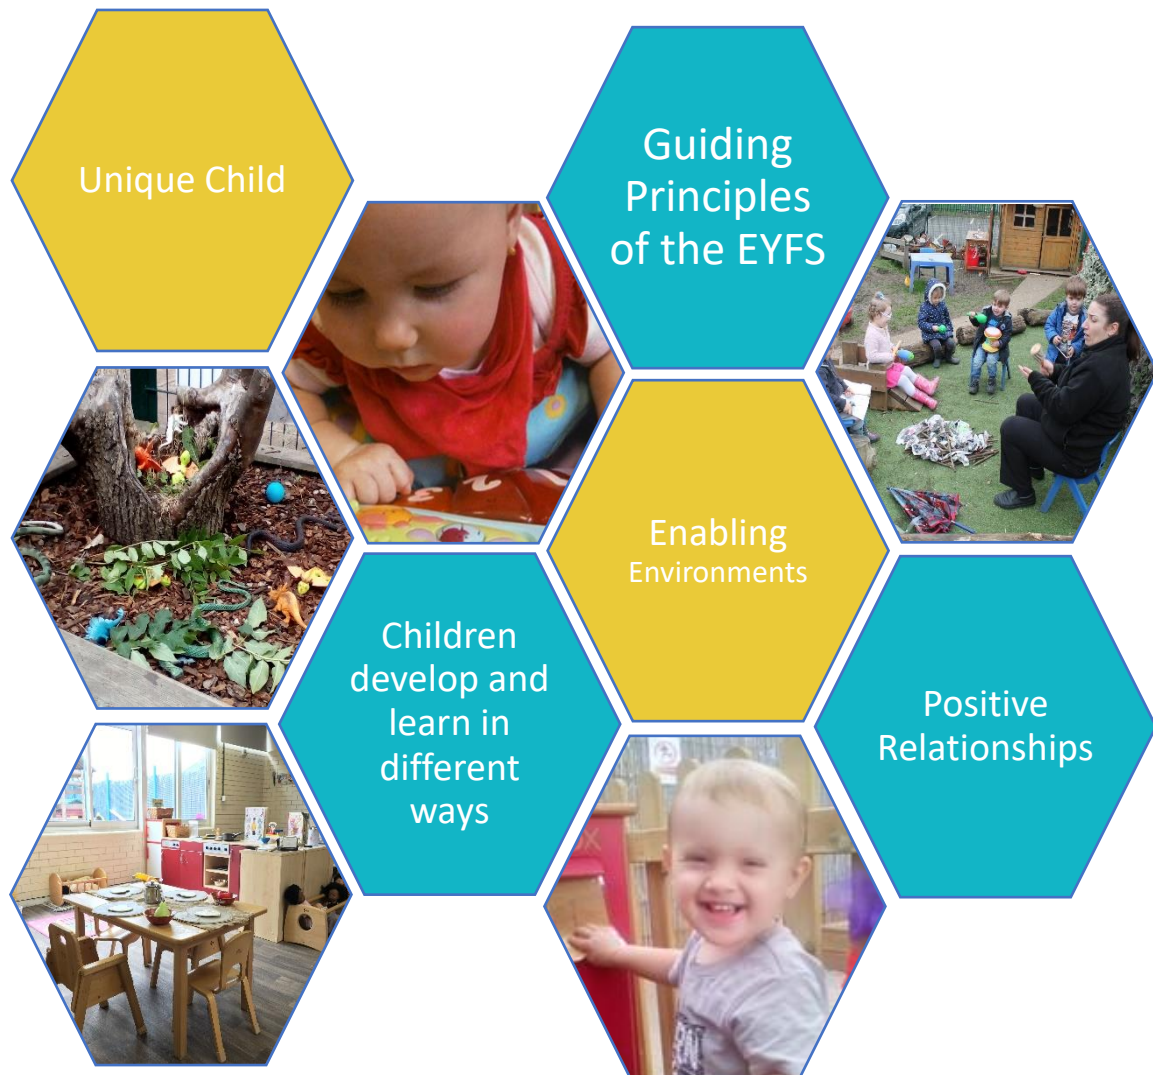 Unique Child
Guiding
Principles
of the EYFS
Enabling
Environments
Children
develop and
learn in
different
ways
Positive
Relationships